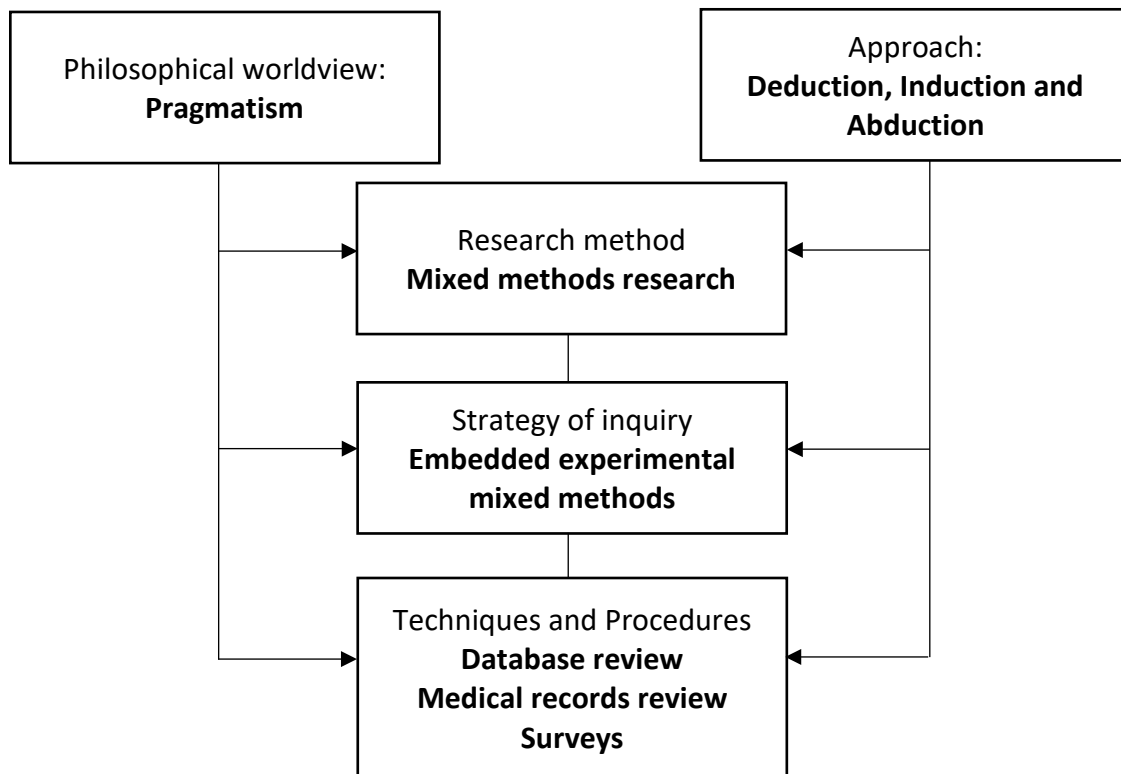 Philosophical worldview:
Pragmatism
Approach:
Deduction, Induction and
Abduction
Research method
Mixed methods research
Strategy of inquiry
Embedded experimental
mixed methods
Techniques and Procedures
Database review
Medical records review
Surveys